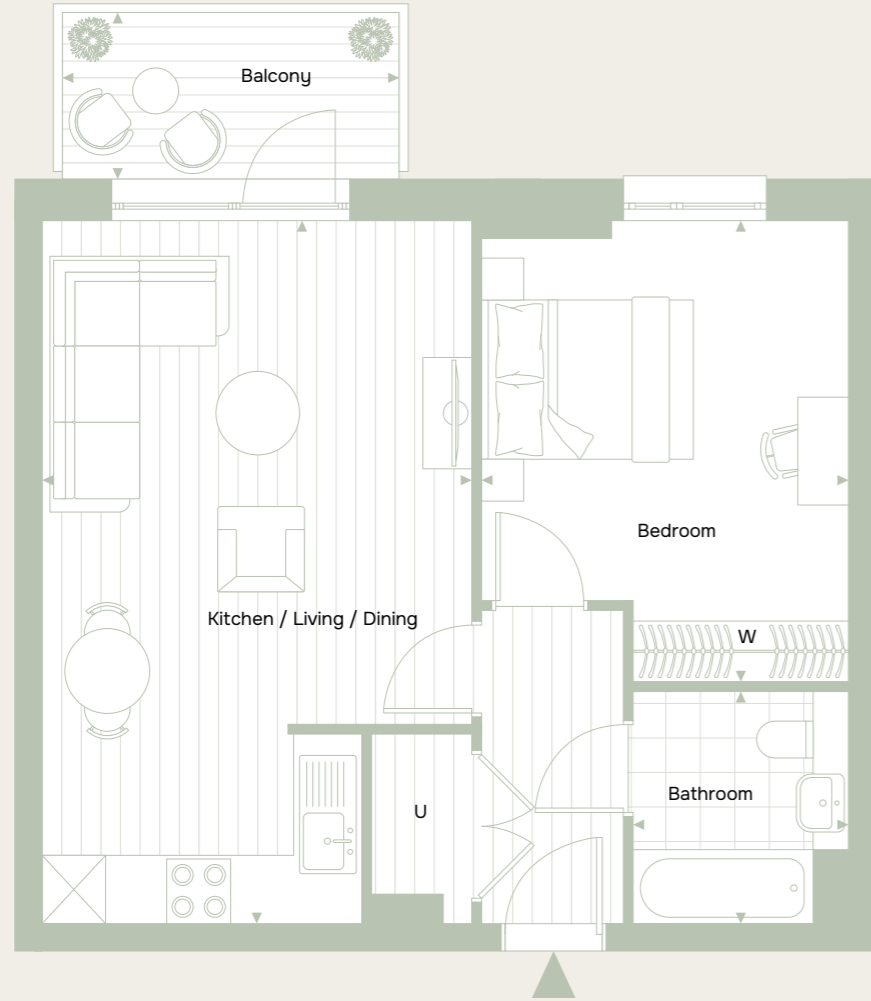 Balcony
Bedroom
Kitchen / Living / Dining
W
Bathroom
U